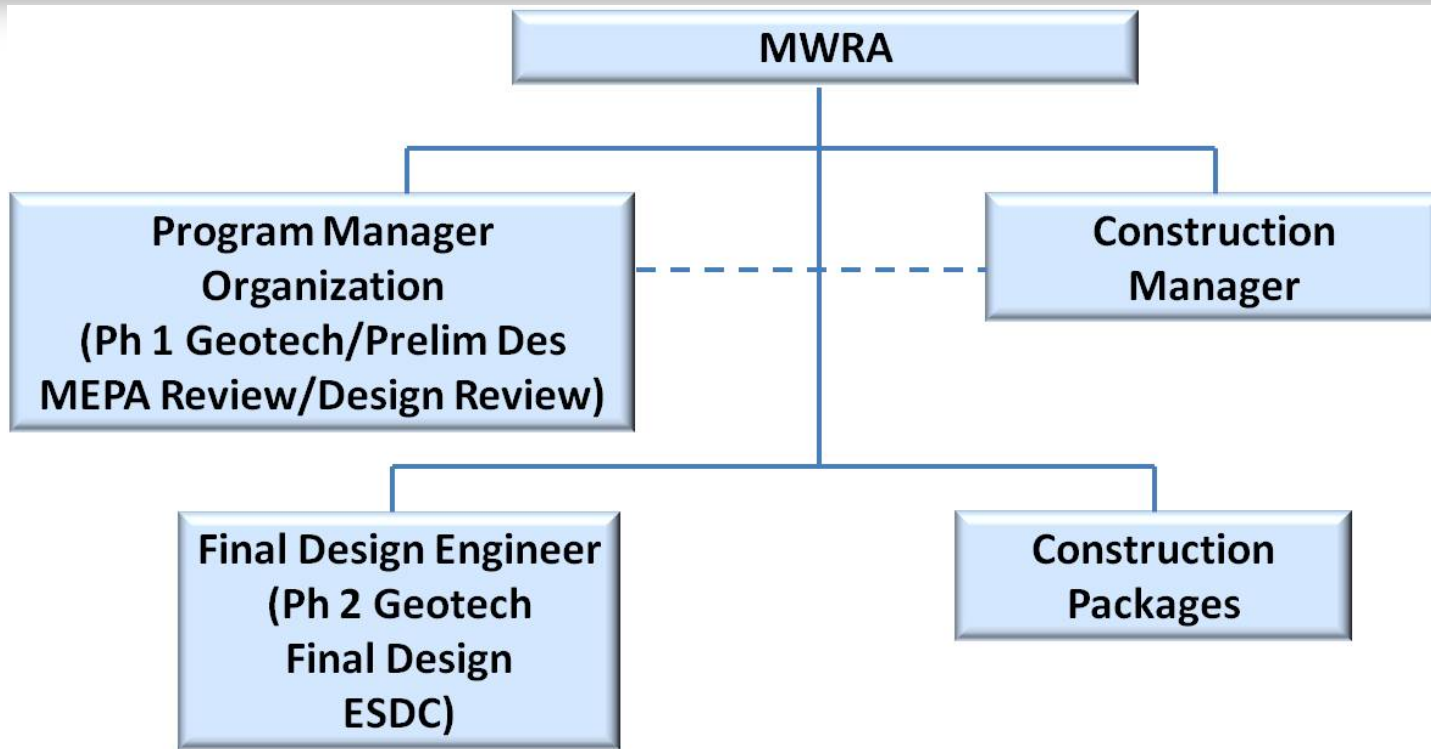 MWRA
Program Manager
Organization
(Ph 1 Geotech/Prelim Des
MEPA Review/Design Review)
Construction
Manager
Final Design Engineer
(Ph 2 Geotech
Final Design
ESDC)
Construction
Packages